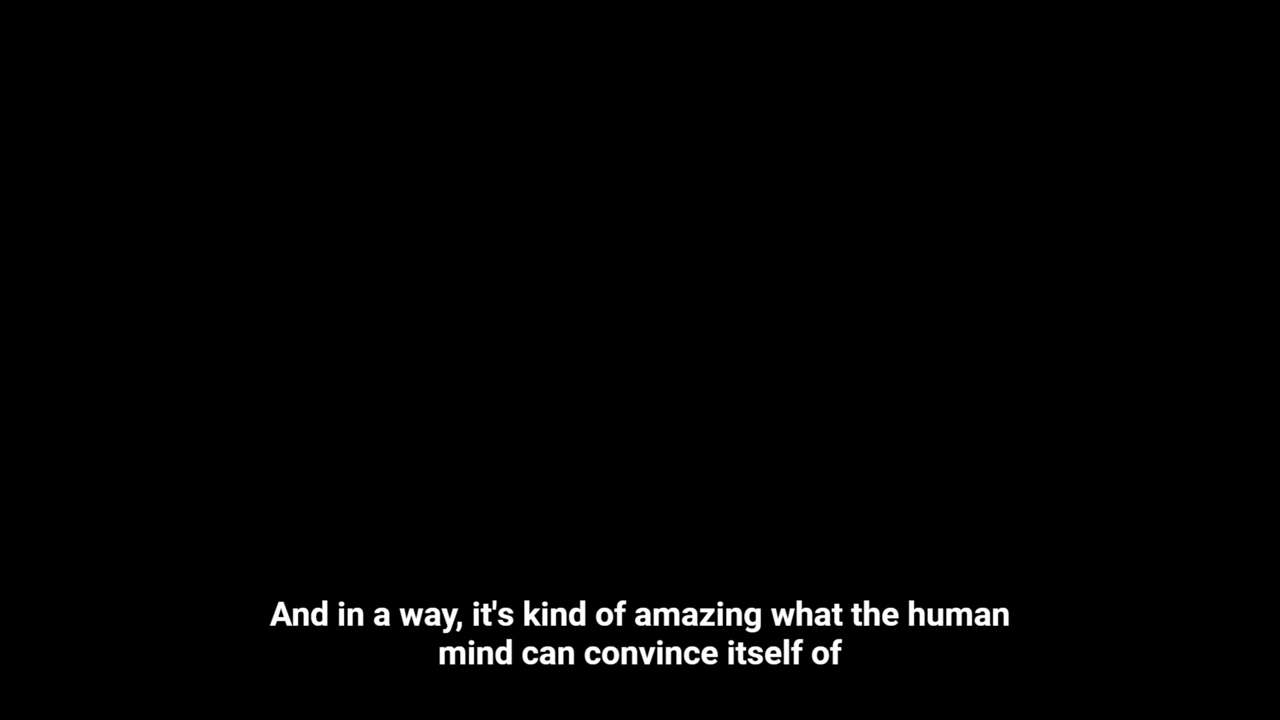 And in a way, it's kind of amazing what the human
mind can convince itself of